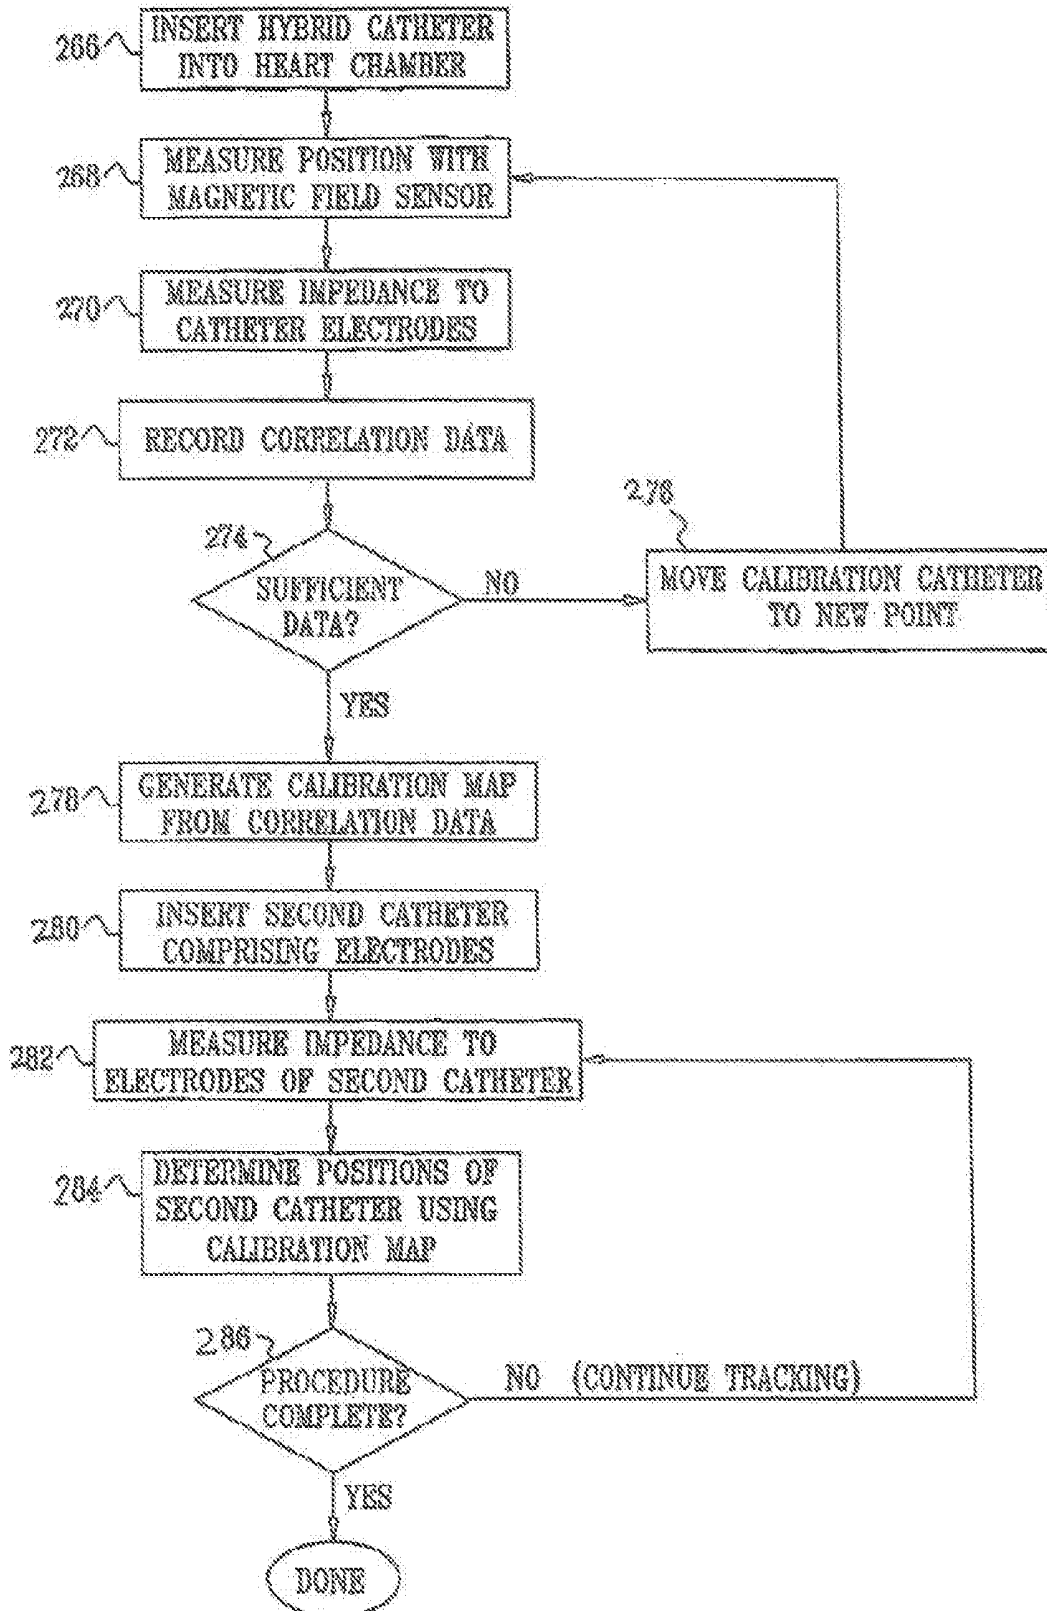 266
INSERT HYBRID CATHETER
INTO HEART CHAMBER
268
MEASURE POSITION WITH
MAGNETIC FIELD SENSOR
270
MEASURE IMPEDANCE TO
CATHETER ELECTRODES
272
RECORD CORRELATION DATA
274
SUFFICIENT
DATA?
NO
276
MOVE CALIBRATION CATHETER
TO NEW POINT
YES
278
GENERATE CALIBRATION MAP
FROM CORRELATION DATA
280
INSERT SECOND CATHETER
COMPRISING ELECTRODES
282
MEASURE IMPEDANCE TO
ELECTRODES OF SECOND CATHETER
284
DETERMINE POSITIONS OF
SECOND CATHETER USING
CALIBRATION MAP
286
PROCEDURE
COMPLETE?
NO (CONTINUE TRACKING)
YES
DONE